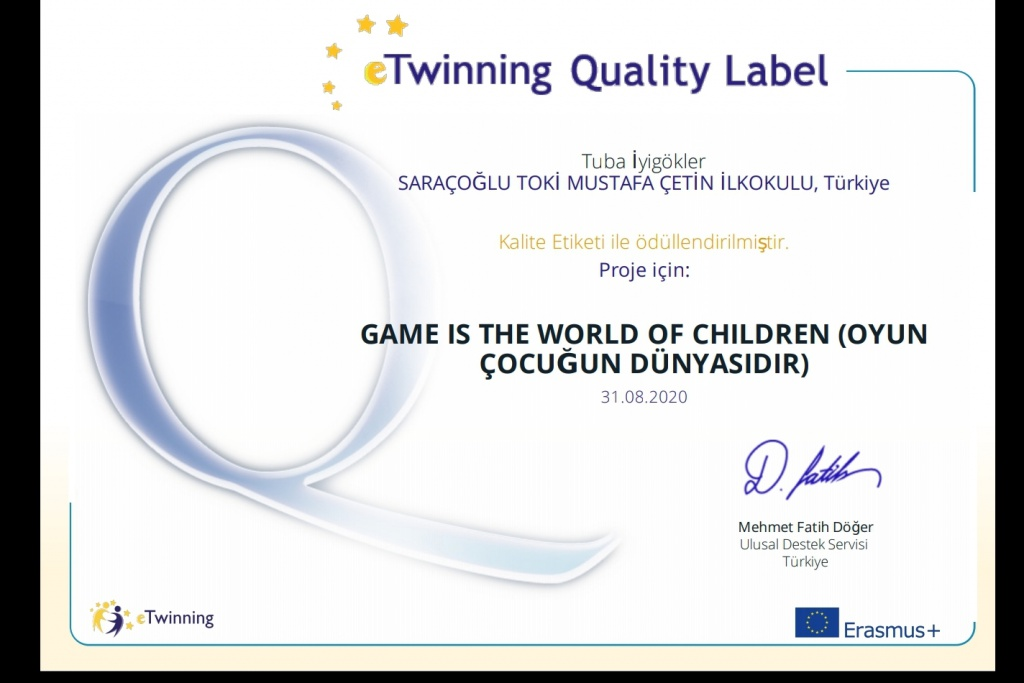 eTwinning Quality Label
Tuba İyigökler
SARAÇOĞLU TOKİ MUSTAFA ÇETİN İLKOKULU, Türkiye
Kalite Etiketi ile ödüllendirilmiştir.
Proje için:
GAME IS THE WORLD OF CHILDREN (OYUN
ÇOCUĞUN DÜNYASIDIR)
31.08.2020
D. Fatih
Mehmet Fatih Döğer
Ulusal Destek Servisi
Türkiye
eTwinning
Erasmus+